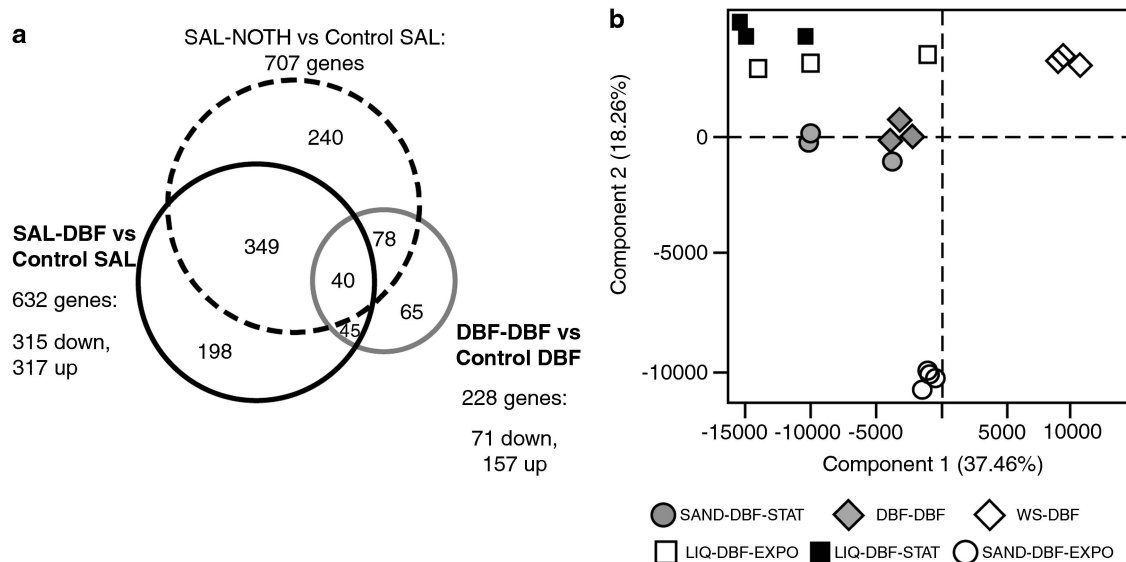 a
SAL-NOTH vs Control SAL:
707 genes
240
SAL-DBF vs
Control SAL
632 genes:
315 down,
317 up
349
78
40
45
65
198
DBF-DBF vs
Control DBF
228 genes:
71 down,
157 up
b
Component 2 (18.26%)
0
-5000
-10000
-15000 -10000 -5000 0 5000 10000
Component 1 (37.46%)
SAND-DBF-STAT DBF-DBF WS-DBF
LIQ-DBF-EXPO LIQ-DBF-STAT SAND-DBF-EXPO